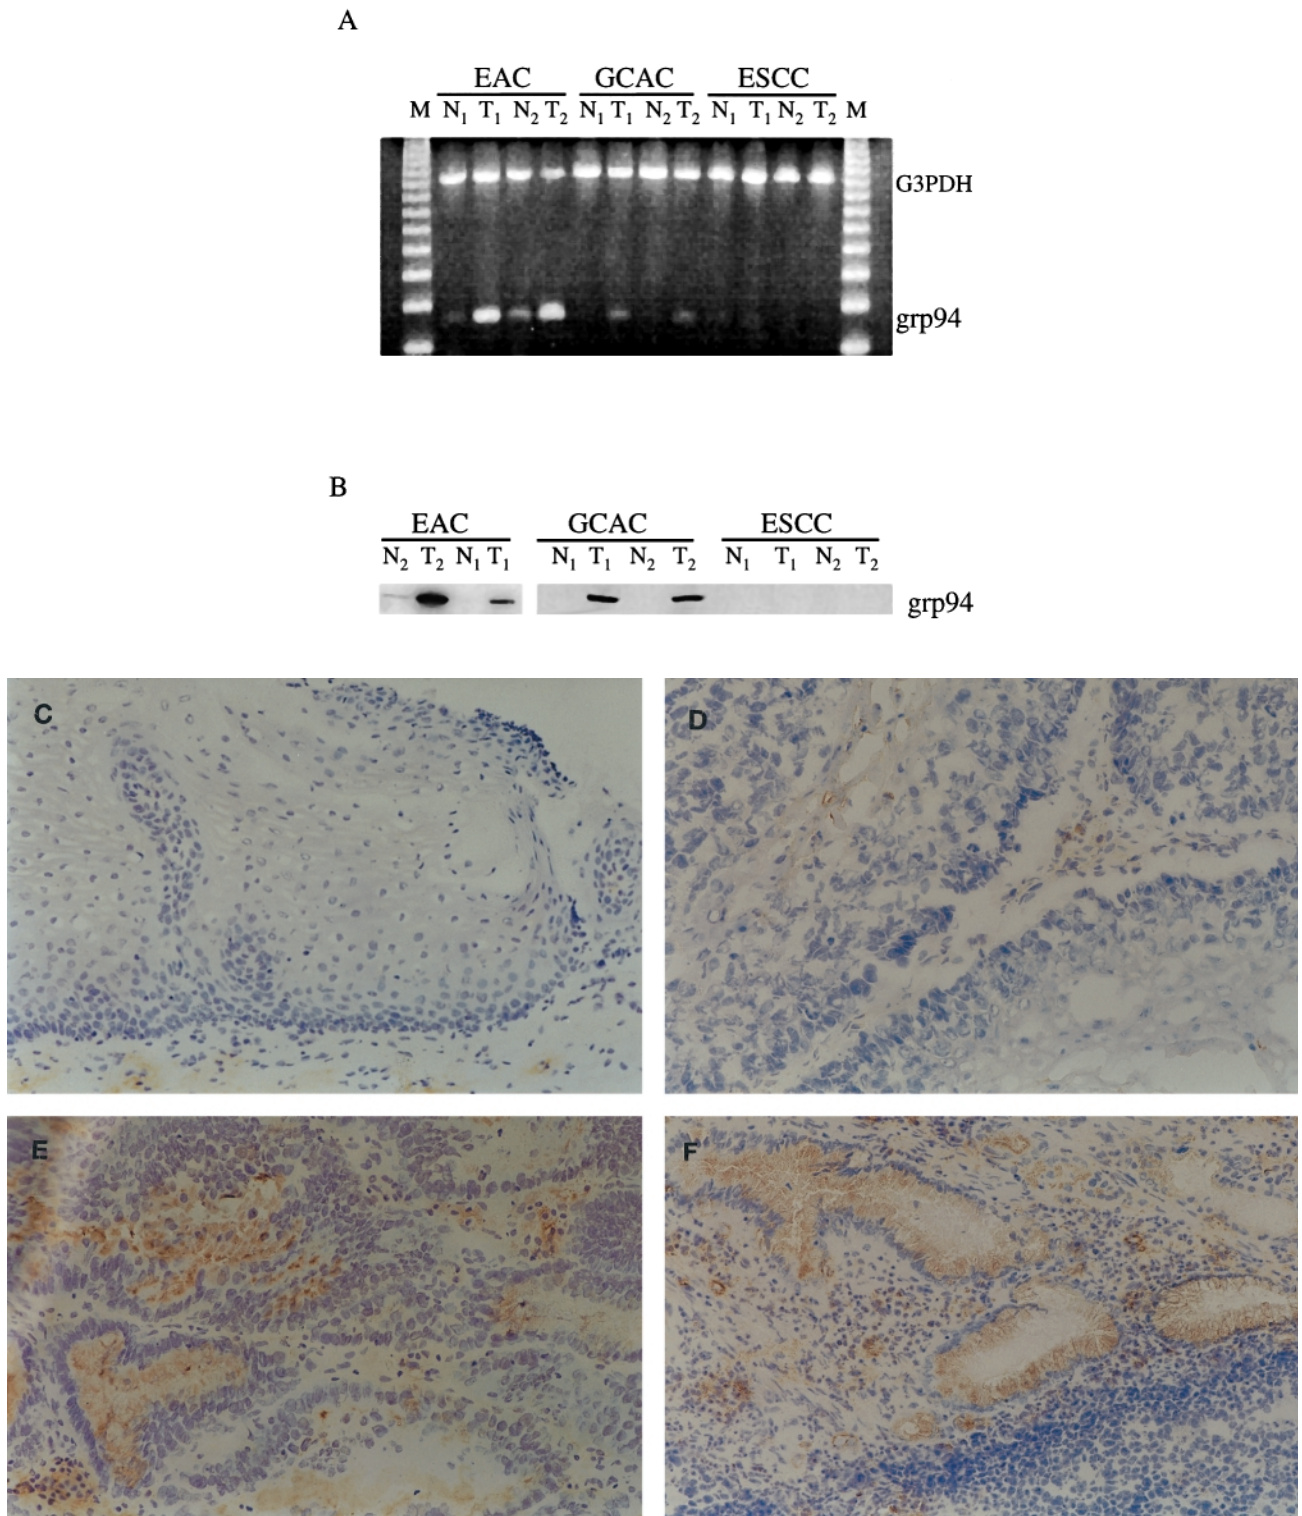 A
EAC GCAC ESCC
M N1 T1 N2 T2 N1 T1 N2 T2 N1 T1 N2 T2 M
G3PDH
grp94
B
EAC GCAC ESCC
N2 T2 N1 T1 N1 T1 N2 T2 N1 T1 N2 T2
grp94
C D
E F